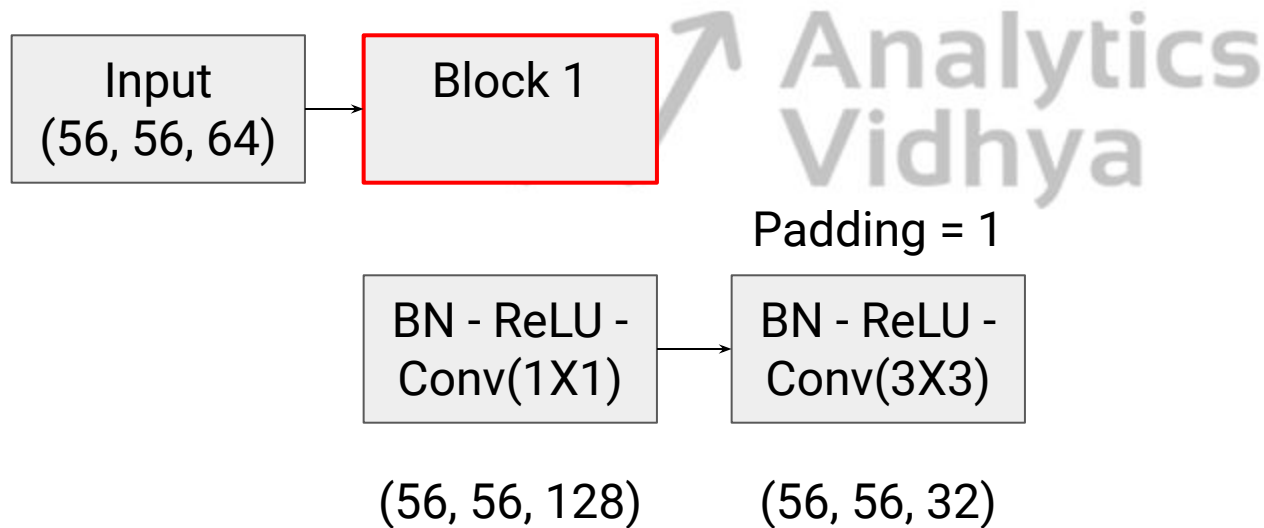 Analytics
Vidhya
Input
(56, 56, 64)
Block 1
Padding = 1
BN - ReLU -
Conv(1X1)
BN - ReLU -
Conv(3X3)
(56, 56, 128)
(56, 56, 32)